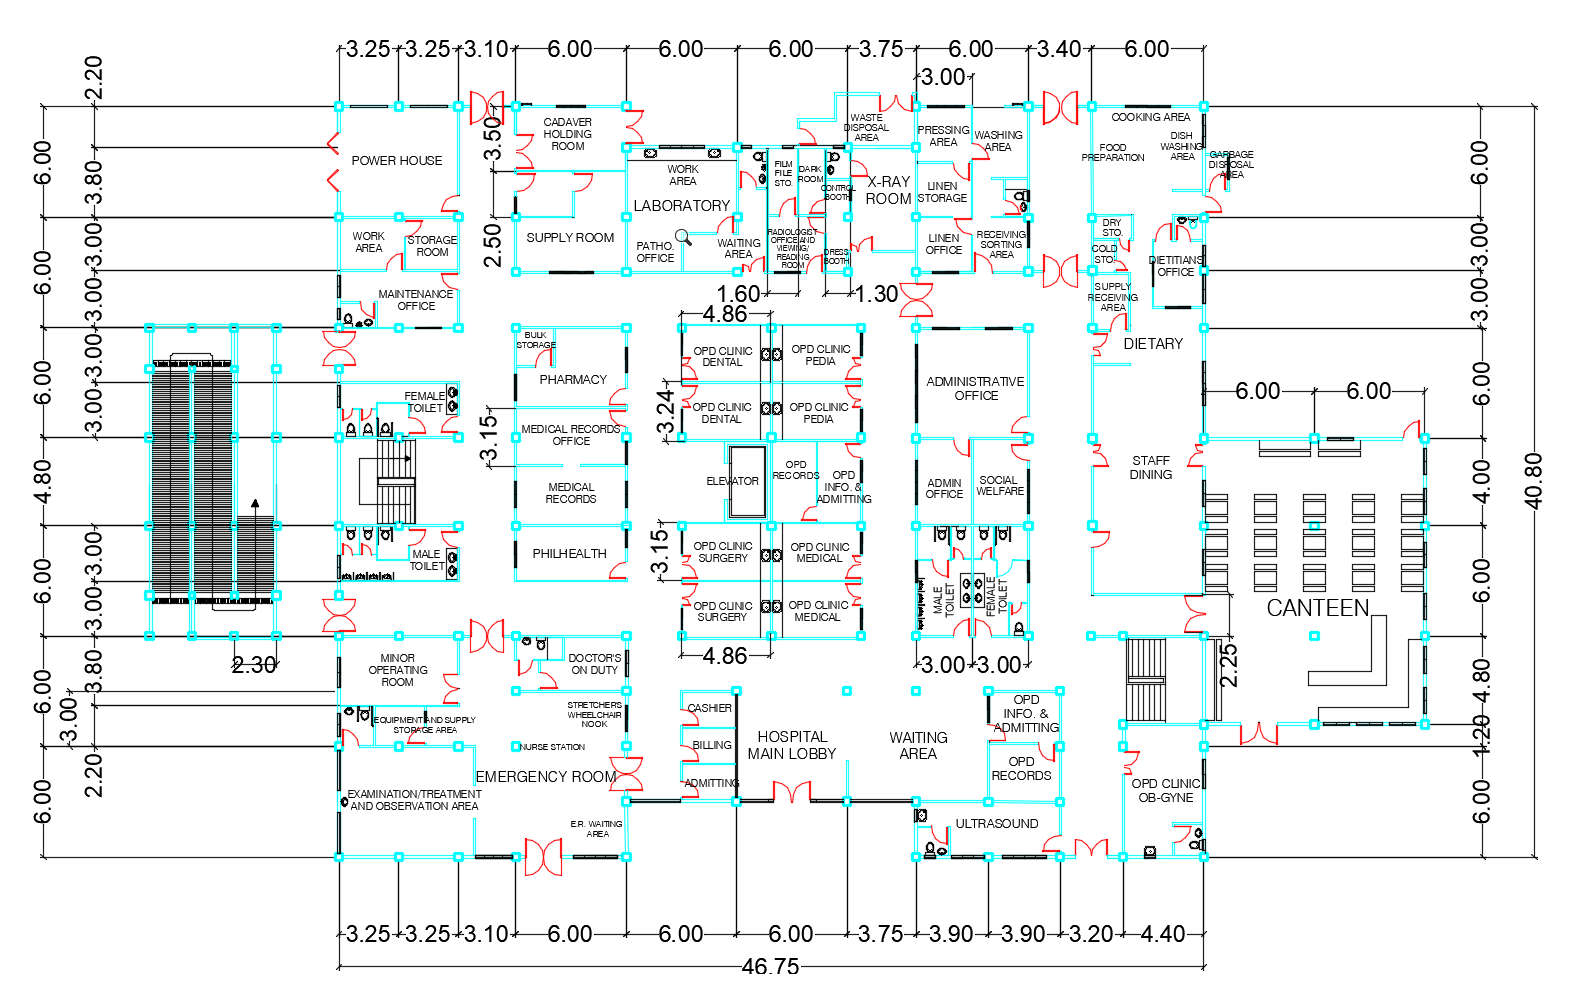 3.25 3.25 3.10 6.00 6.00 6.00 3.75 6.00 3.40 6.00
3.00
2.20
6.00
3.80
3.00
6.00
3.00
3.00
6.00
3.00
4.80
3.00
6.00
3.00
3.80
6.00
3.00
2.20
6.00
3.50
2.50
POWER HOUSE
CADAVER
HOLDING
ROOM
WORK
AREA
LABORATORY
SUPPLY ROOM
PATHO.
OFFICE
WAITING
AREA
FILM
FILE
STO.
DARK
ROOM
CONTROL
BOOTH
RADIOLOGIST
OFFICE AND
VIEWING/
READING
ROOM
DRESS
BOOTH
WASTE
DISPOSAL
AREA
X-RAY
ROOM
PRESSING
AREA
WASHING
AREA
LINEN
STORAGE
LINEN
OFFICE
RECEIVING
SORTING
AREA
COOKING AREA
FOOD
PREPARATION
DISH
WASHING
AREA
GARBAGE
DISPOSAL
AREA
DRY
STO.
COLD
STO.
DIETITIANS
OFFICE
SUPPLY
RECEIVING
AREA
DIETARY
WORK
AREA
STORAGE
ROOM
MAINTENANCE
OFFICE
1.60
1.30
4.86
BULK
STORAGE
PHARMACY
OPD CLINIC
DENTAL
OPD CLINIC
PEDIA
ADMINISTRATIVE
OFFICE
FEMALE
TOILET
3.24
OPD CLINIC
DENTAL
OPD CLINIC
PEDIA
3.15
MEDICAL RECORDS
OFFICE
MEDICAL
RECORDS
ELEVATOR
OPD
RECORDS
OPD
INFO. &
ADMITTING
ADMIN
OFFICE
SOCIAL
WELFARE
STAFF
DINING
6.00 6.00
MALE
TOILET
PHILHEALTH
3.15
OPD CLINIC
SURGERY
OPD CLINIC
MEDICAL
OPD CLINIC
SURGERY
OPD CLINIC
MEDICAL
MALE
TOILET
FEMALE
TOILET
CANTEEN
2.30
4.86
3.00 3.00
2.25
MINOR
OPERATING
ROOM
DOCTOR'S
ON DUTY
EQUIPMENT AND SUPPLY
STORAGE AREA
STRETCHER'S
WHEELCHAIR
NOOK
NURSE STATION
EMERGENCY ROOM
EXAMINATION/TREATMENT
AND OBSERVATION AREA
E.R. WAITING
AREA
CASHIER
BILLING
ADMITTING
HOSPITAL
MAIN LOBBY
WAITING
AREA
OPD
INFO. &
ADMITTING
OPD
RECORDS
ULTRASOUND
OPD CLINIC
OB-GYNE
6.00
3.00
3.00
6.00
4.00
6.00
4.80
1.20
6.00
40.80
3.25 3.25 3.10 6.00 6.00 6.00 3.75 3.90 3.90 3.20 4.40
46.75